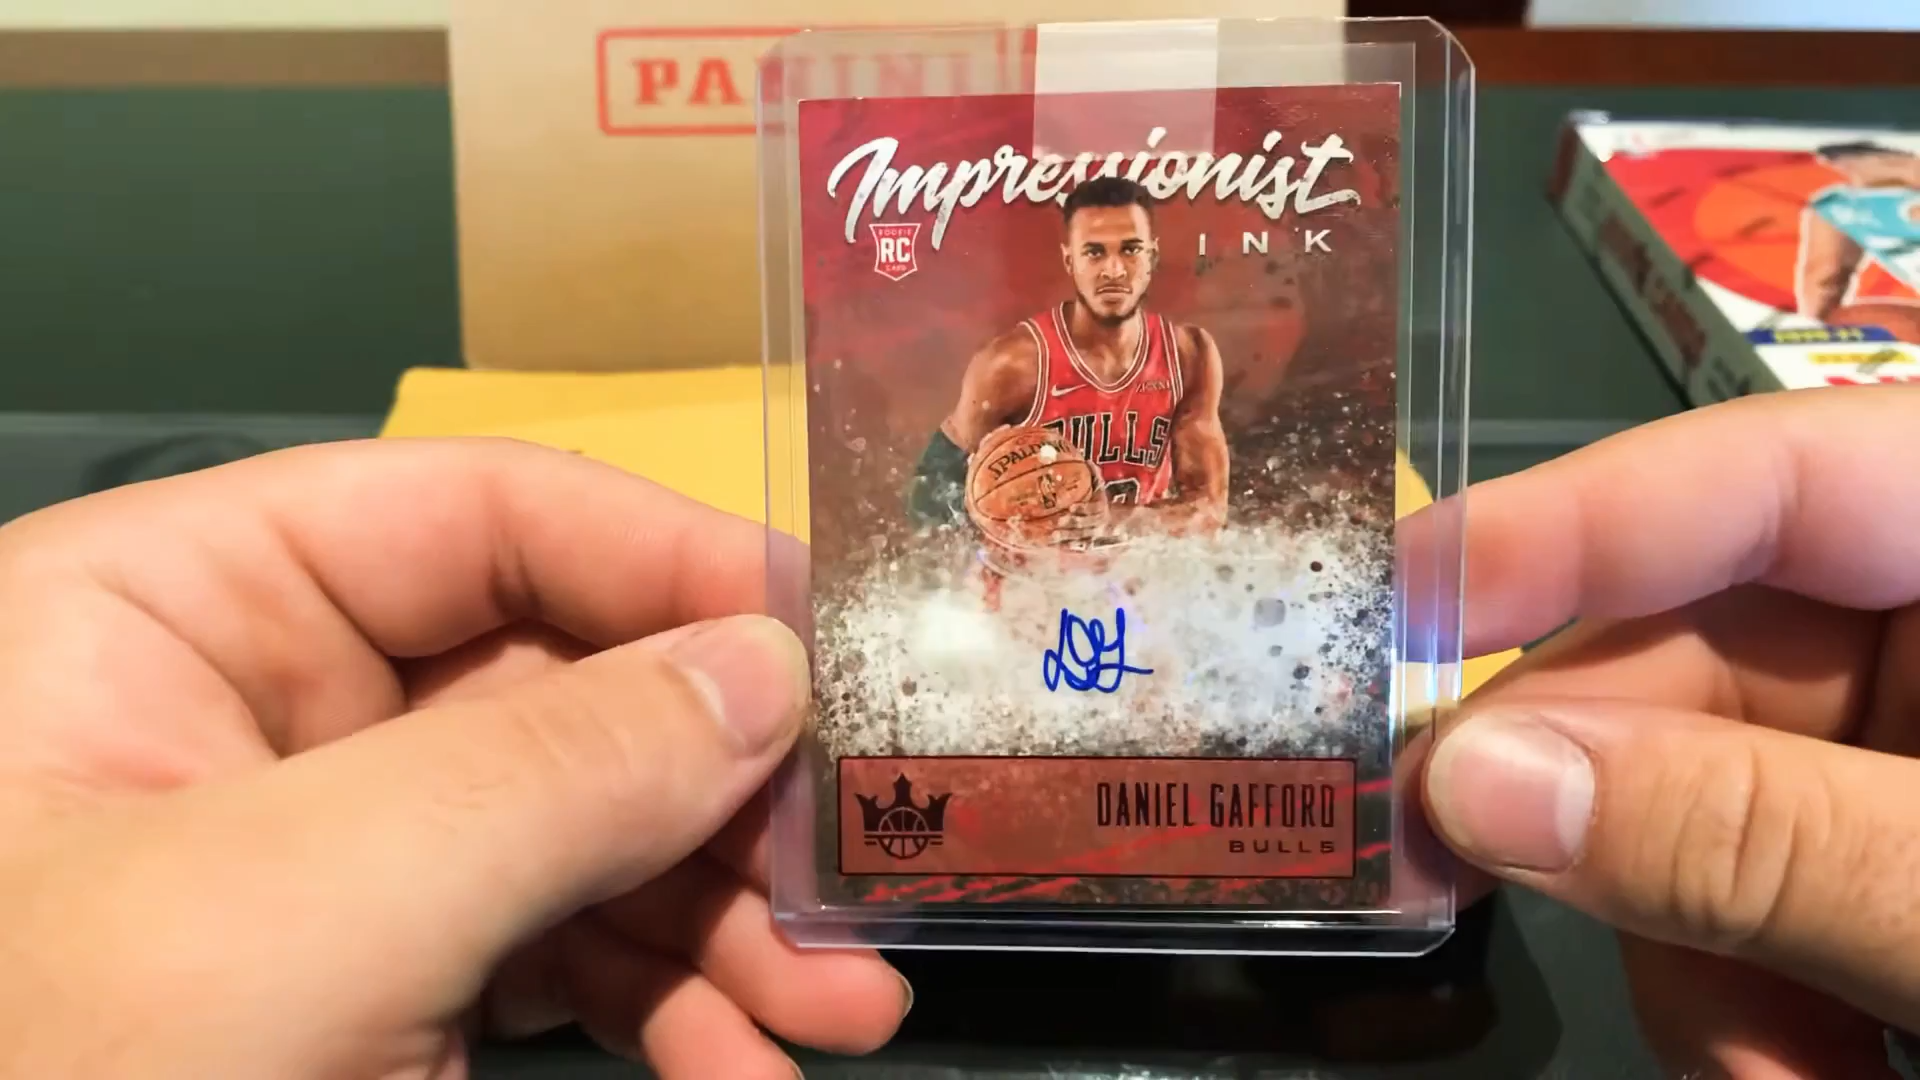 PANINI
Impressionist
INK
ROOKIE
RC
CARD
BULLS
SPALDING
DANIEL GAFFORD
BULLS